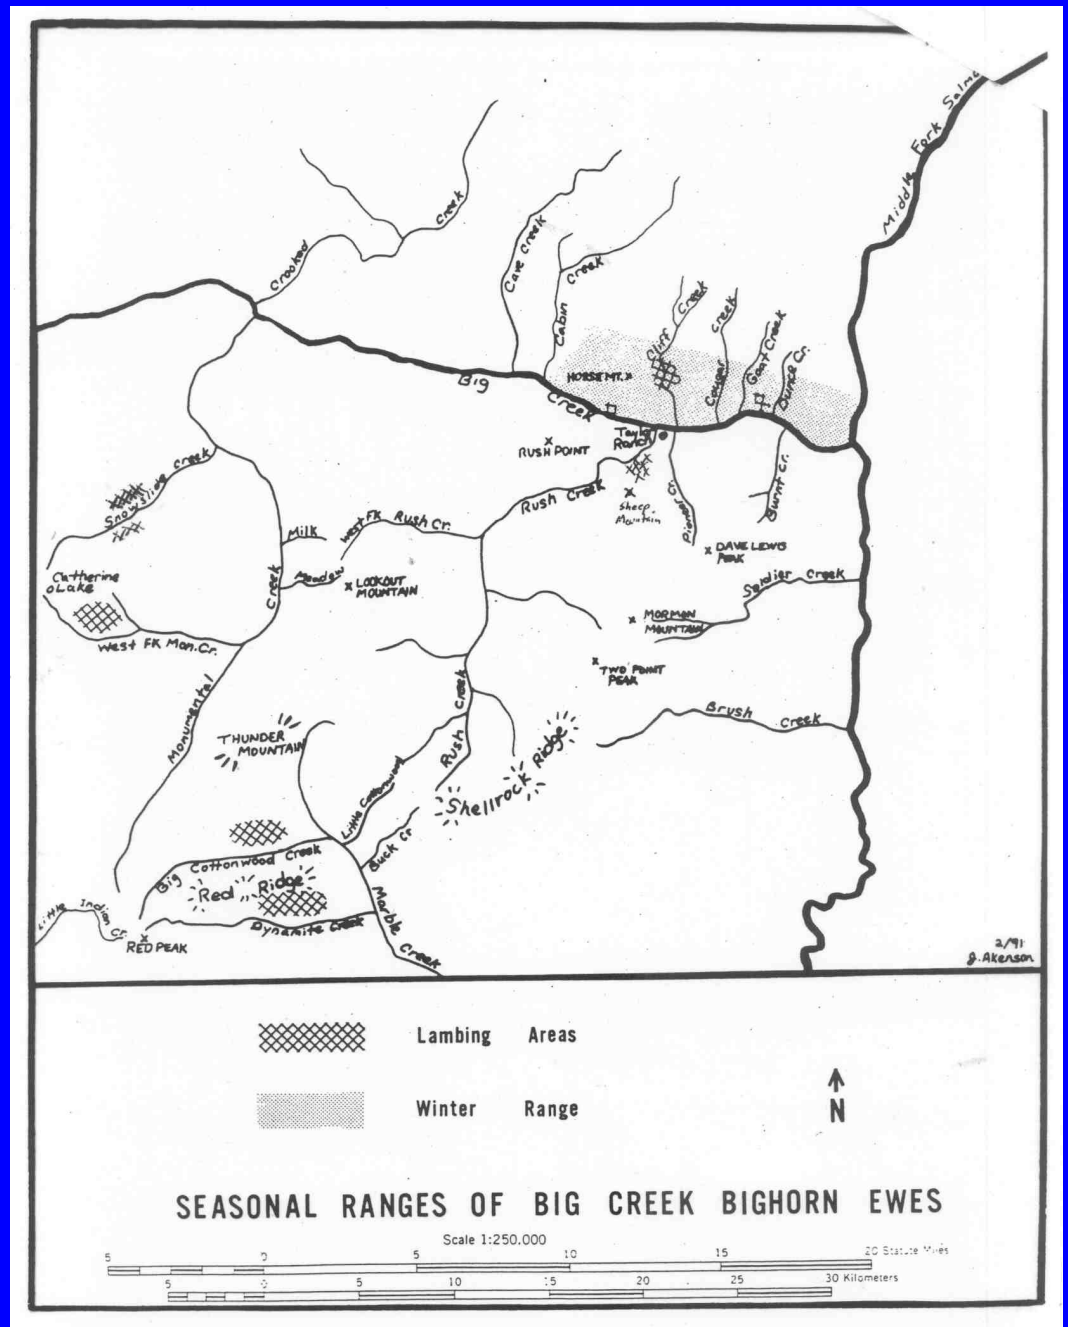 Middle Fork Salmo
Crooked Creek
Cave Creek
Cabin Creek
Cliff Creek
Cougar Creek
Goat Creek
Dunce Cr.
HORSE MT.
Big Creek
Taylor
Ranch
RUSH POINT
Rush Creek
Sheep
Mountain
Pioneer Cr
Burnt Cr.
Snowslide Creek
Milk
West FK Rush Cr.
DAVE LEWIS
PEAK
Catherine
Lake
Meadow
LOOKOUT
MOUNTAIN
Soldier Creek
MORMON
MOUNTAIN
West FK Mon. Cr.
Monumental Creek
TWO POINT
PEAK
Brush Creek
THUNDER
MOUNTAIN
Rush Creek
Shellrock Ridge
Little Cottonwood
Buck Cr
Big Cottonwood Creek
Red Ridge
Marble Creek
Little Indian Cr.
Dynamite Creek
RED PEAK
2/91
J. Akenson
Lambing Areas
Winter Range
N
SEASONAL RANGES OF BIG CREEK BIGHORN EWES
Scale 1:250.000
5 0 5 10 15 20 Statute Miles
5 0 5 10 15 20 25 30 Kilometers